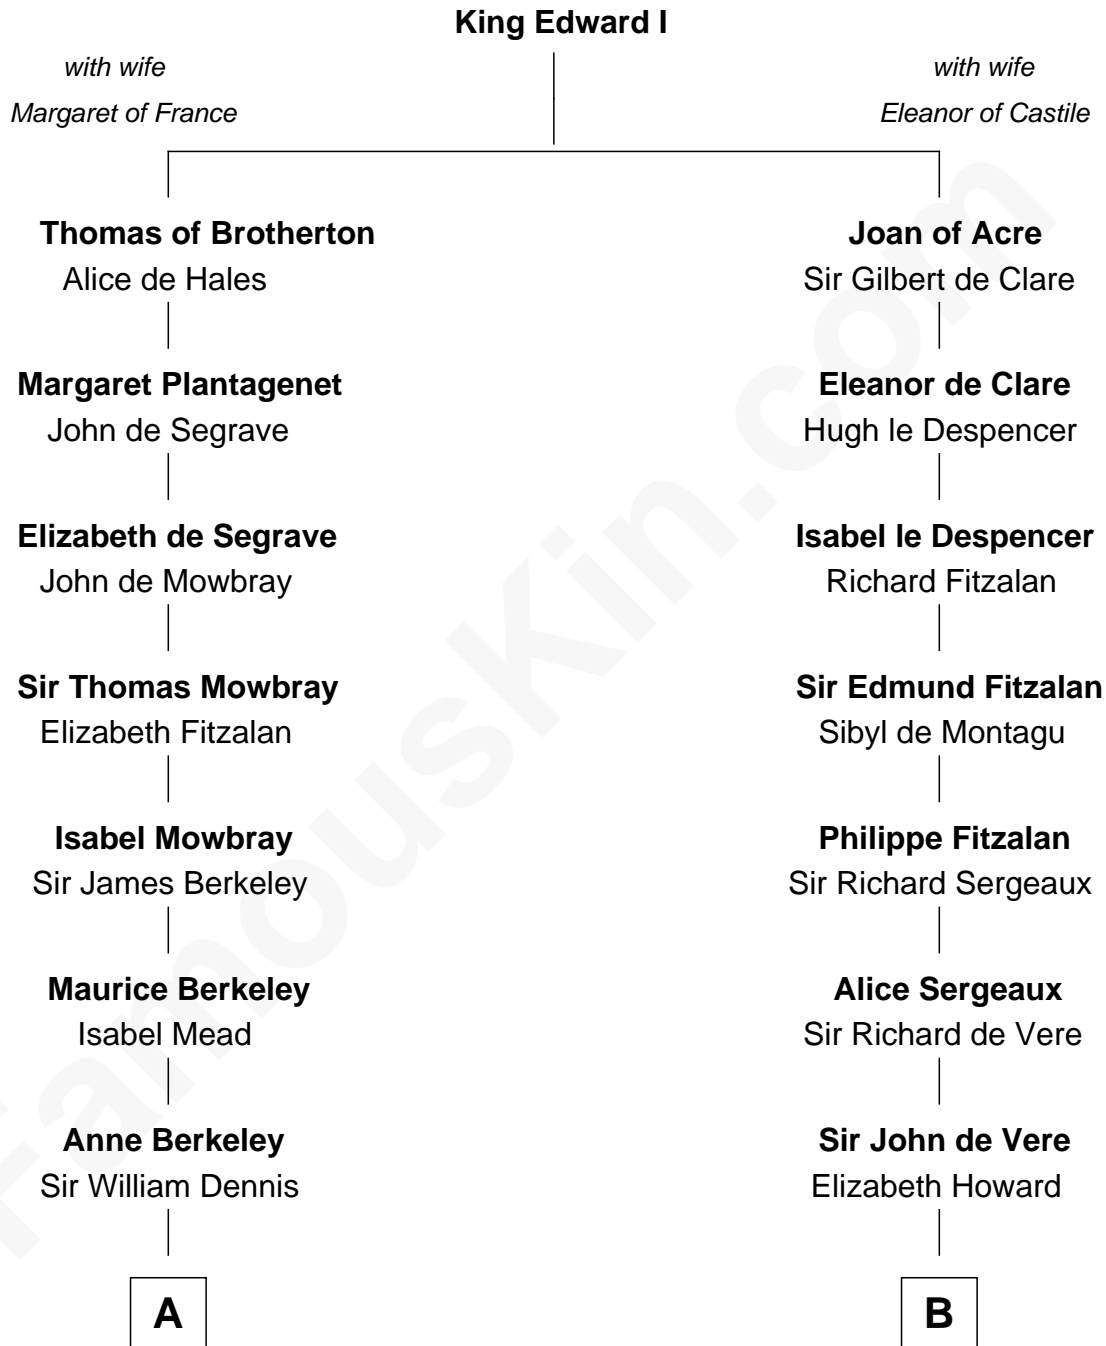 King Edward I
with wife
Margaret of France
with wife
Eleanor of Castile
Thomas of Brotherton
Alice de Hales
Joan of Acre
Sir Gilbert de Clare
Margaret Plantagenet
John de Segrave
Eleanor de Clare
Hugh le Despencer
Elizabeth de Segrave
John de Mowbray
Isabel le Despencer
Richard Fitzalan
Sir Thomas Mowbray
Elizabeth Fitzalan
Sir Edmund Fitzalan
Sibyl de Montagu
Isabel Mowbray
Sir James Berkeley
Philippe Fitzalan
Sir Richard Sergeaux
Maurice Berkeley
Isabel Mead
Alice Sergeaux
Sir Richard de Vere
Anne Berkeley
Sir William Dennis
Sir John de Vere
Elizabeth Howard
A
B
FamousKin.com